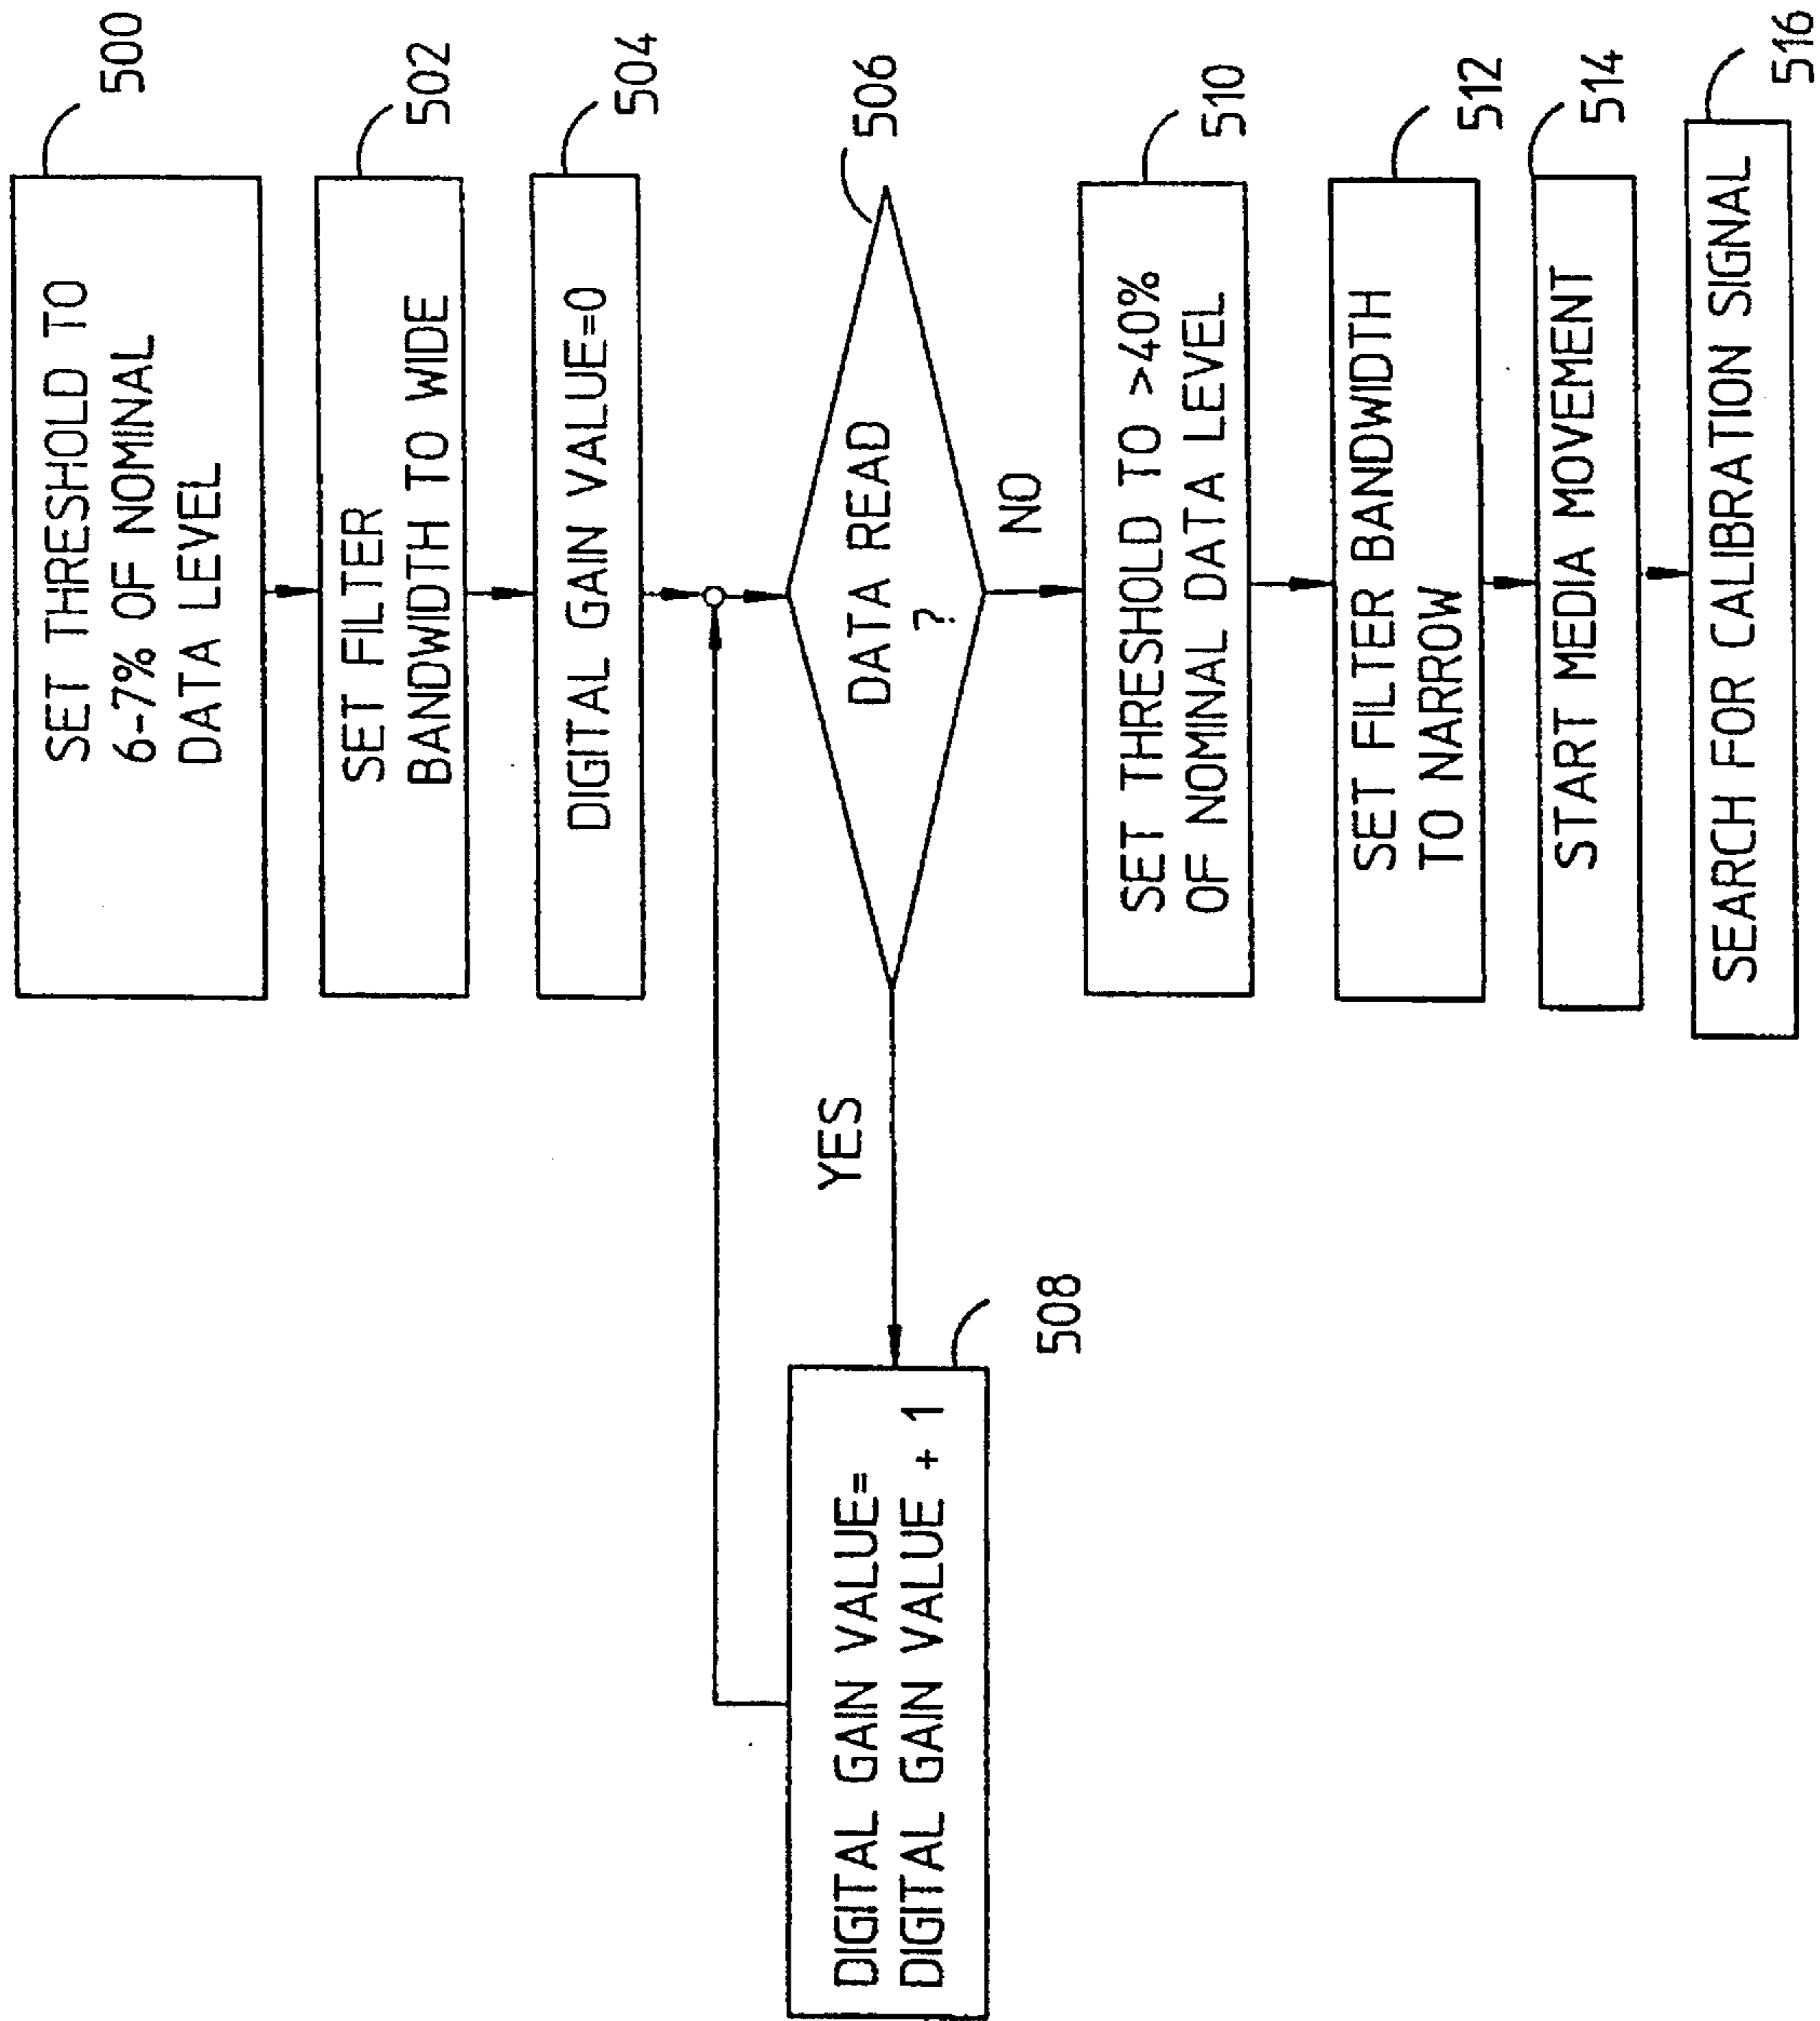 SET THRESHOLD TO
6-7% OF NOMINAL
DATA LEVEL
500
SET FILTER
BANDWIDTH TO WIDE
502
DIGITAL GAIN VALUE=0
504
DATA READ
?
506
YES
NO
DIGITAL GAIN VALUE=
DIGITAL GAIN VALUE + 1
508
SET THRESHOLD TO >40%
OF NOMINAL DATA LEVEL
510
SET FILTER BANDWIDTH
TO NARROW
512
START MEDIA MOVEMENT
514
SEARCH FOR CALIBRATION SIGNAL
516